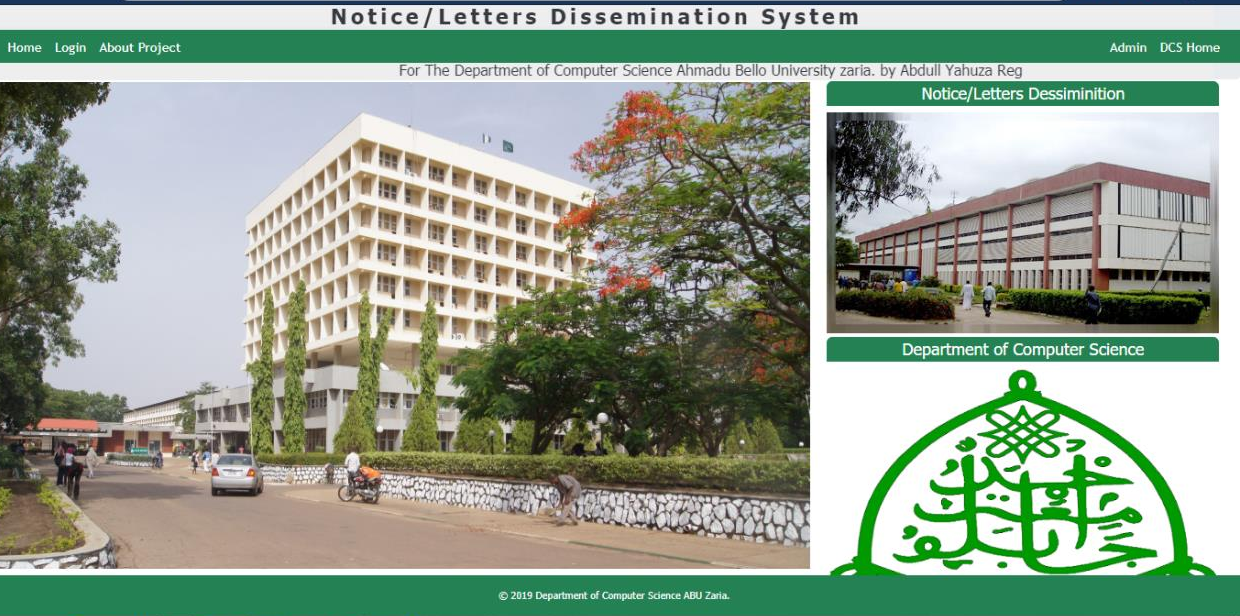 Notice/Letters Dissemination System
Home Login About Project Admin DCS Home
For The Department of Computer Science Ahmadu Bello University zaria. by Abdull Yahuza Reg
Notice/Letters Dessiminition
Department of Computer Science
© 2019 Department of Computer Science ABU Zaria.